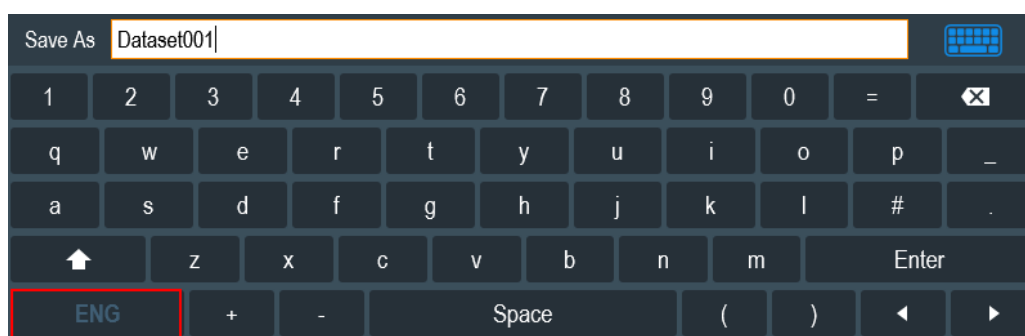 Save As Dataset001
1 2 3 4 5 6 7 8 9 0 =
q w e r t y u i o p _
a s d f g h j k l # .
z x c v b n m Enter
ENG + - Space ( )